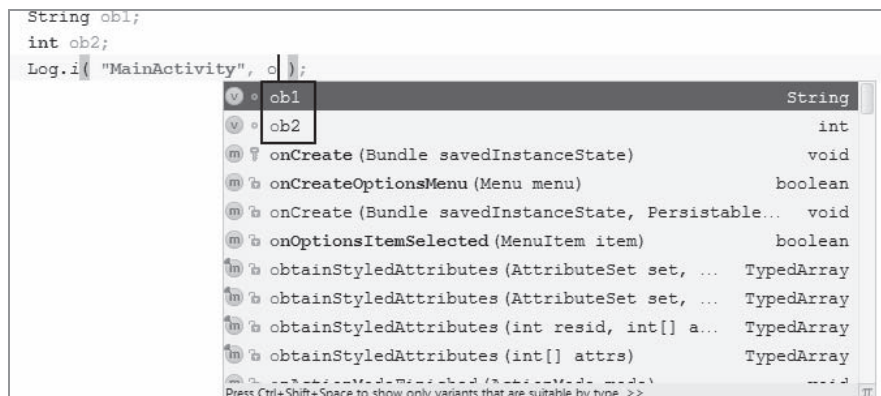 String ob1;
int ob2;
Log.i( "MainActivity", o );
ob1 String
ob2 int
onCreate(Bundle savedInstanceState) void
onCreateOptionsMenu(Menu menu) boolean
onCreate(Bundle savedInstanceState, Persistable... void
onOptionsItemSelected(MenuItem item) boolean
obtainStyledAttributes(AttributeSet set, ... TypedArray
obtainStyledAttributes(AttributeSet set, ... TypedArray
obtainStyledAttributes(int resid, int[] a... TypedArray
obtainStyledAttributes(int[] attrs) TypedArray
Press Ctrl+Shift+Space to show only variants that are suitable by type. >>